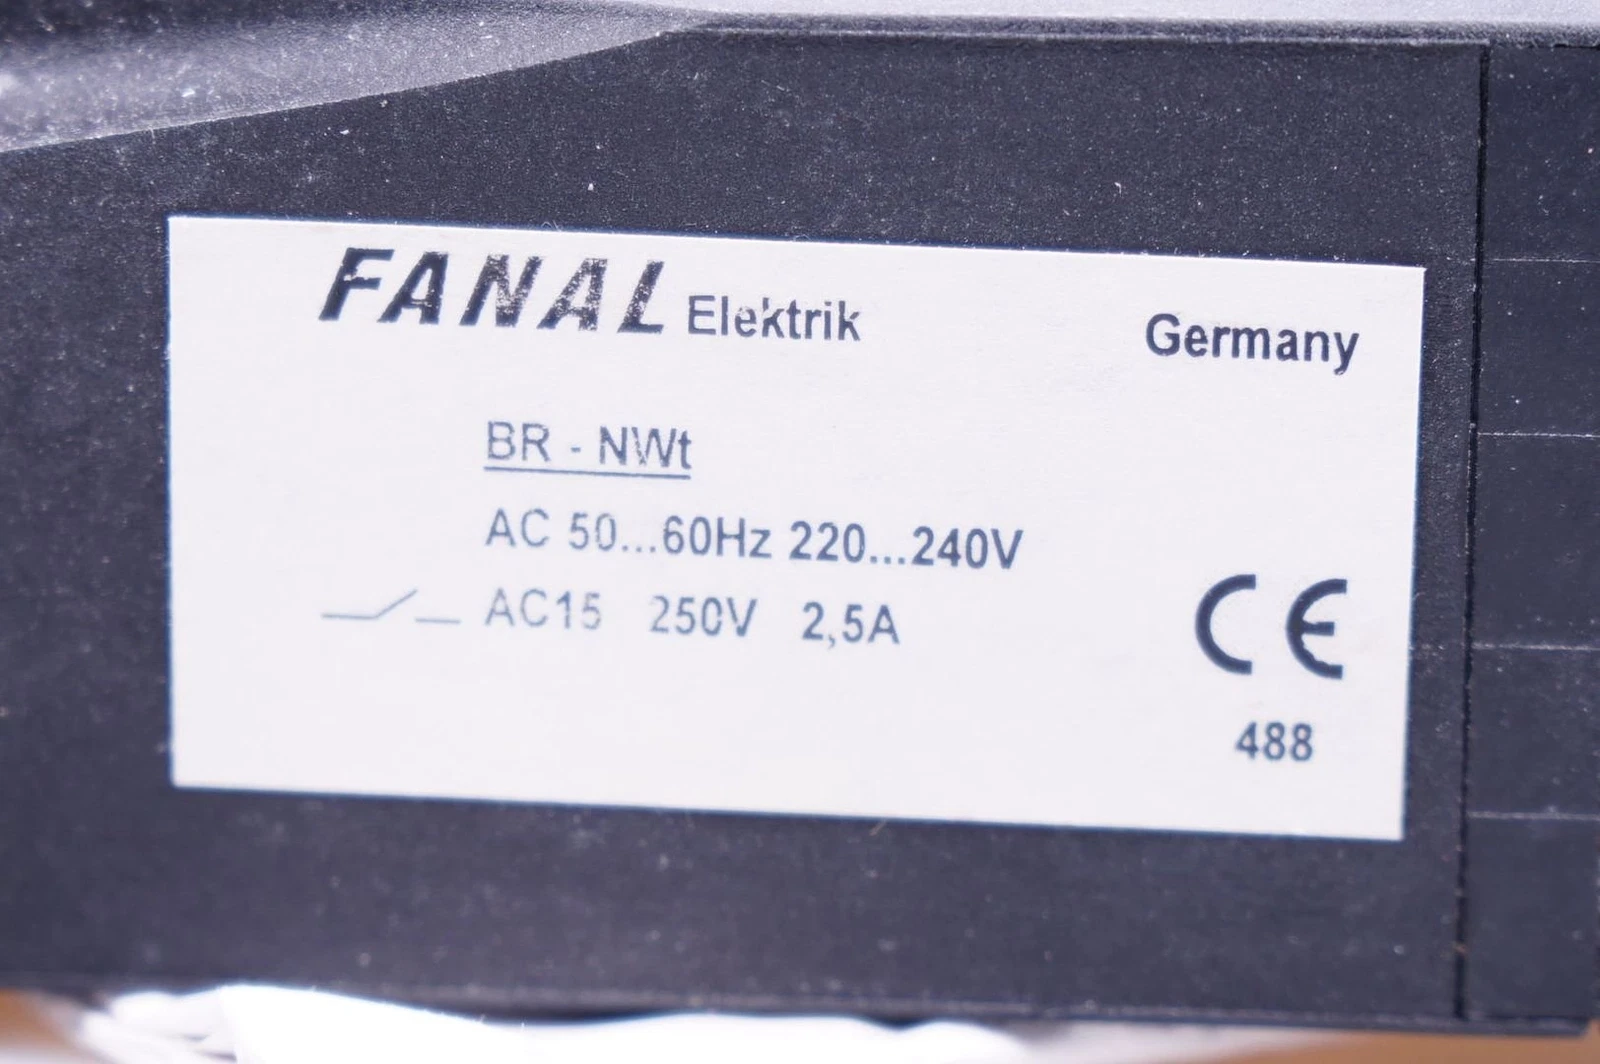 FANAL Elektrik Germany
BR - NWt
AC 50...60Hz 220...240V
AC15 250V 2,5A
CE
488